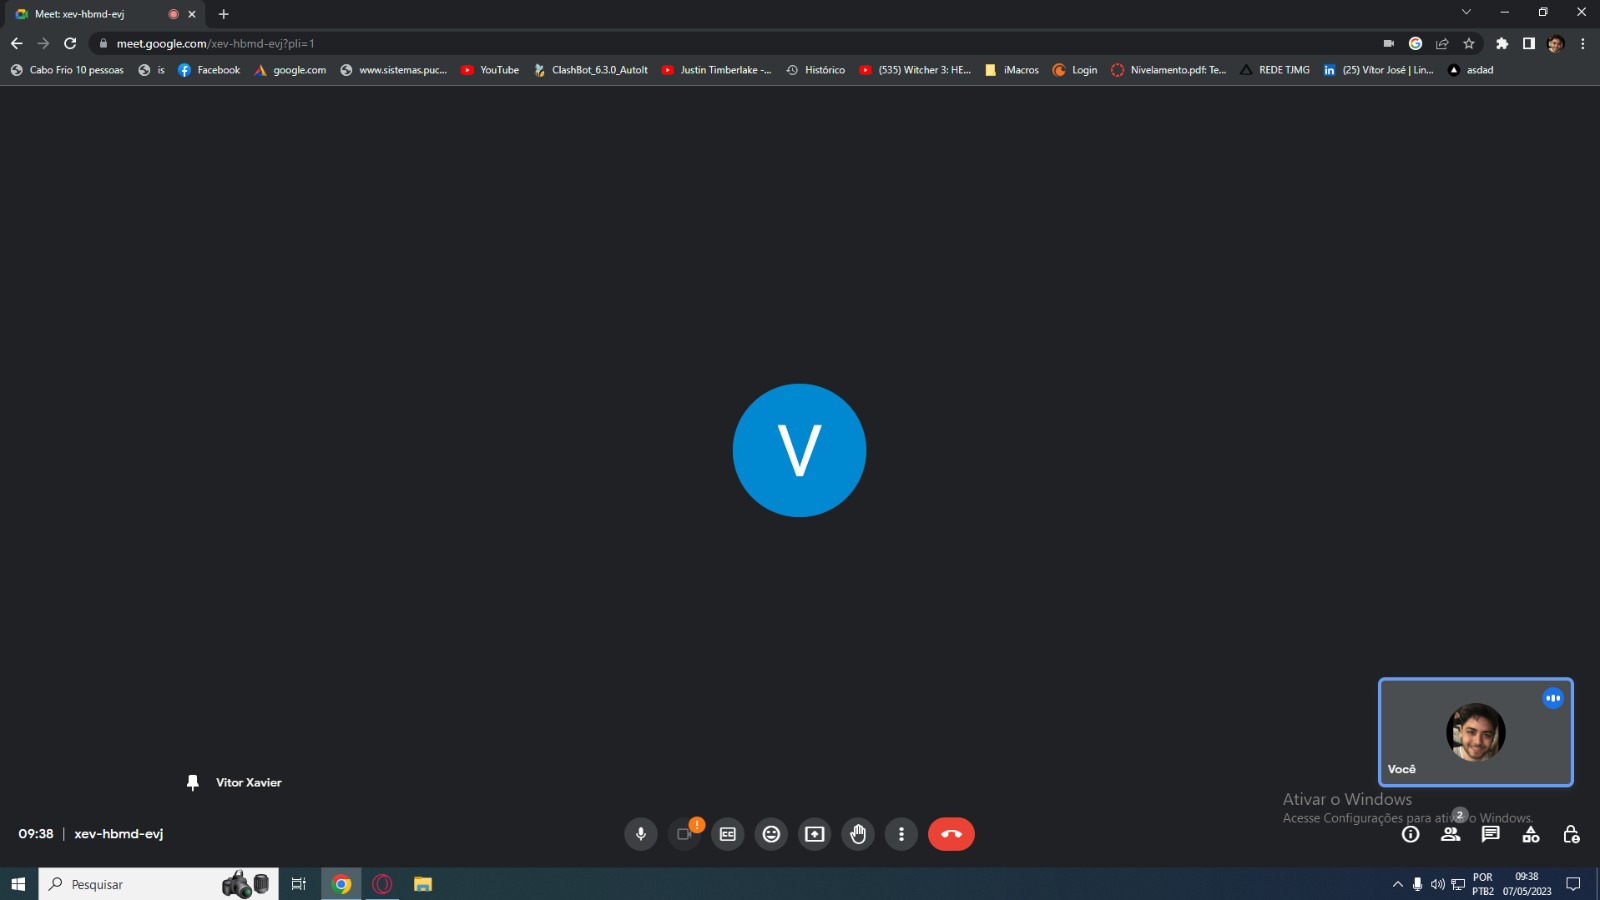 Meet: xev-hbmd-evj
meet.google.com/xev-hbmd-evj?pli=1
Cabo Frio 10 pessoas is Facebook google.com www.sistemas.puc... YouTube ClashBot_6.3.0_AutoIt Justin Timberlake -... Histórico (535) Witcher 3: HE... iMacros Login Nivelamento.pdf: Te... REDE TJMG (25) Vítor José | Lin... asdad
V
Você
Vitor Xavier
Ativar o Windows
Acesse Configurações para ativar o Windows.
2
09:38 | xev-hbmd-evj
Pesquisar
POR
PTB2
09:38
07/05/2023